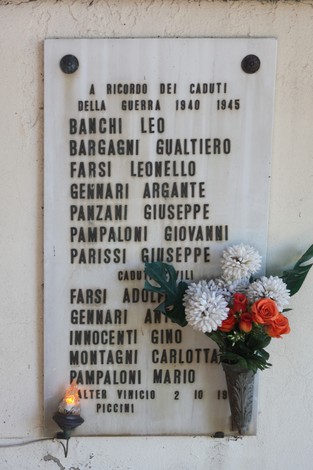 A RICORDO DEI CADUTI
DELLA GUERRA 1940 1945
BANCHI LEO
BARGAGNI GUALTIERO
FARSI LEONELLO
GENNARI ARGANTE
PANZANI GIUSEPPE
PAMPALONI GIOVANNI
PARISSI GIUSEPPE
FARSI
GENNARI
INNOCENTI GINO
MONTAGNI CARLOTTA
PAMPALONI MARIO
VINICIO 2 10
PICCINI